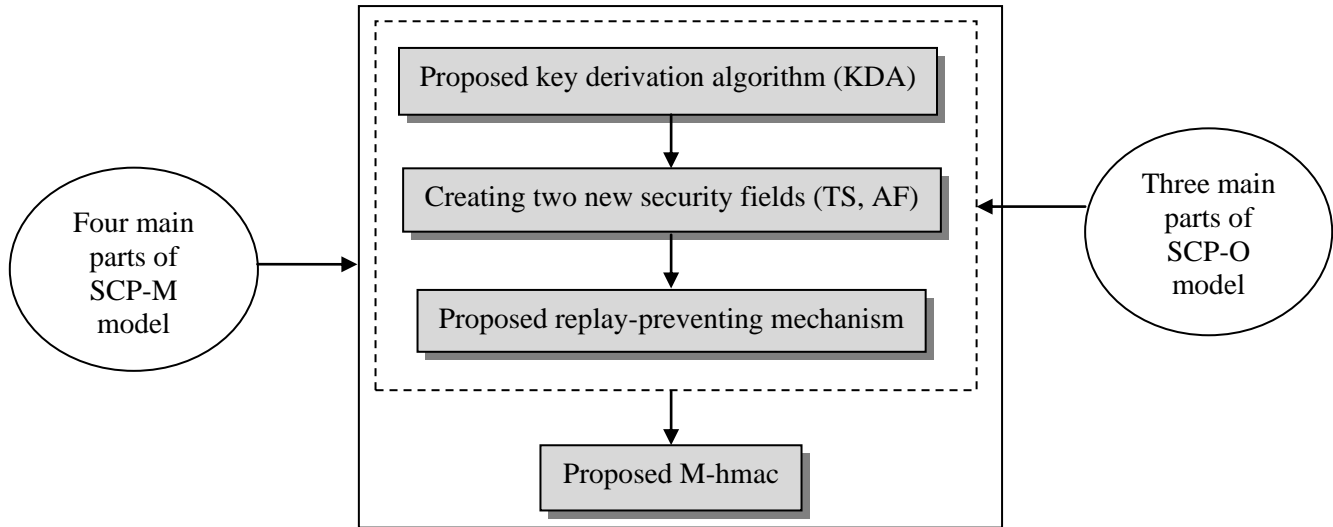 Proposed key derivation algorithm (KDA)
Creating two new security fields (TS, AF)
Proposed replay-preventing mechanism
Proposed M-hmac
Four main
parts of
SCP-M
model
Three main
parts of
SCP-O
model